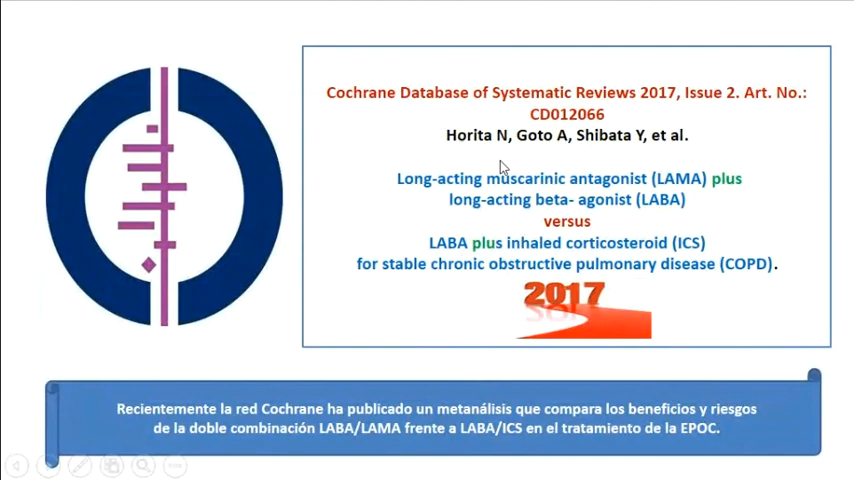 Cochrane Database of Systematic Reviews 2017, Issue 2. Art. No.:
CD012066
Horita N, Goto A, Shibata Y, et al.
Long-acting muscarinic antagonist (LAMA) plus
long-acting beta- agonist (LABA)
versus
LABA plus inhaled corticosteroid (ICS)
for stable chronic obstructive pulmonary disease (COPD).
2017
Recientemente la red Cochrane ha publicado un metanálisis que compara los beneficios y riesgos
de la doble combinación LABA/LAMA frente a LABA/ICS en el tratamiento de la EPOC.